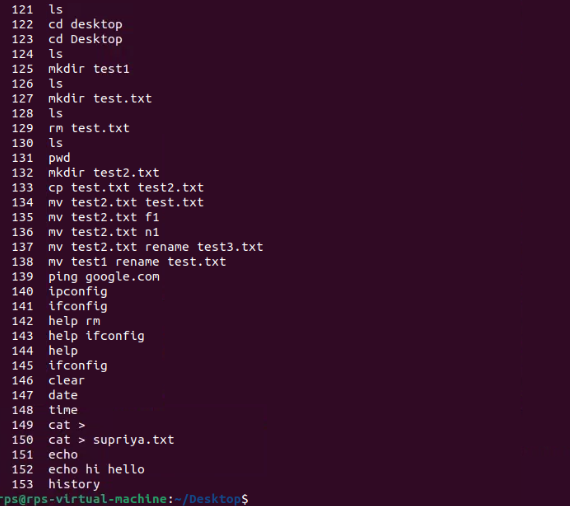 121 ls
122 cd desktop
123 cd Desktop
124 ls
125 mkdir test1
126 ls
127 mkdir test.txt
128 ls
129 rm test.txt
130 ls
131 pwd
132 mkdir test2.txt
133 cp test.txt test2.txt
134 mv test2.txt test.txt
135 mv test2.txt f1
136 mv test2.txt n1
137 mv test2.txt rename test3.txt
138 mv test1 rename test.txt
139 ping google.com
140 ipconfig
141 ifconfig
142 help rm
143 help ifconfig
144 help
145 ifconfig
146 clear
147 date
148 time
149 cat >
150 cat > supriya.txt
151 echo
152 echo hi hello
153 history
rps@rps-virtual-machine:~/Desktop$